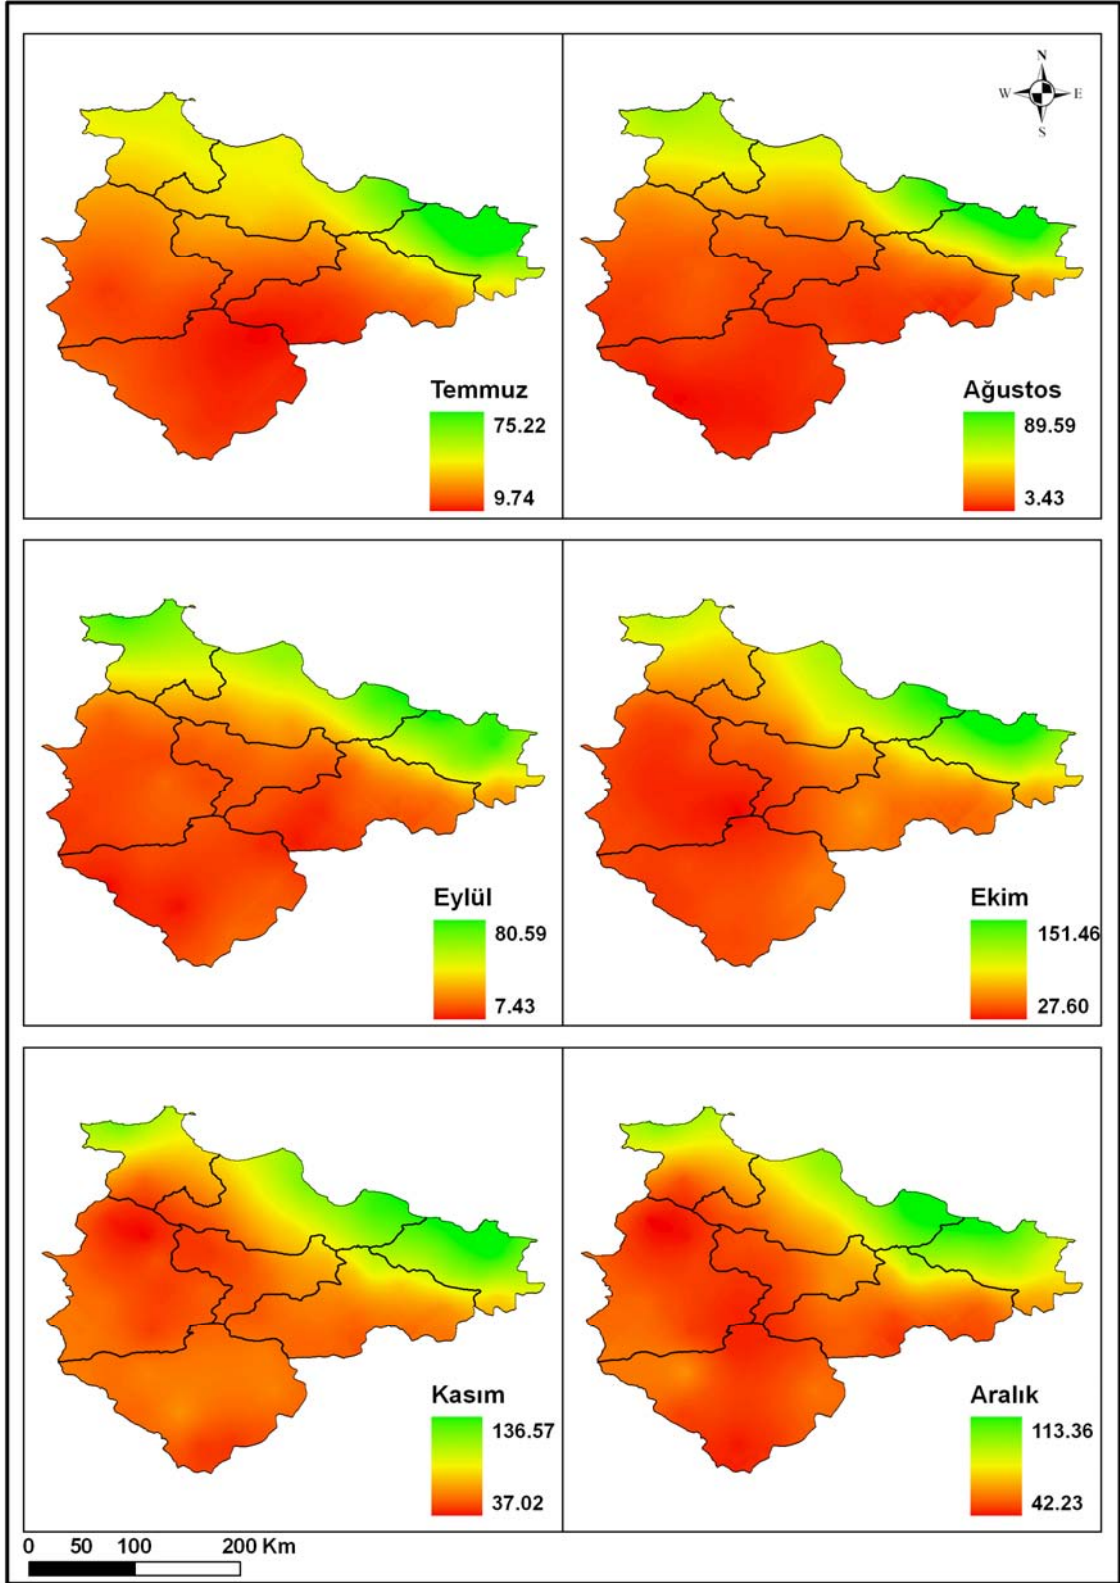 N
W E
S
Temmuz
75.22
9.74
Ağustos
89.59
3.43
Eylül
80.59
7.43
Ekim
151.46
27.60
Kasım
136.57
37.02
Aralık
113.36
42.23
0 50 100 200 Km